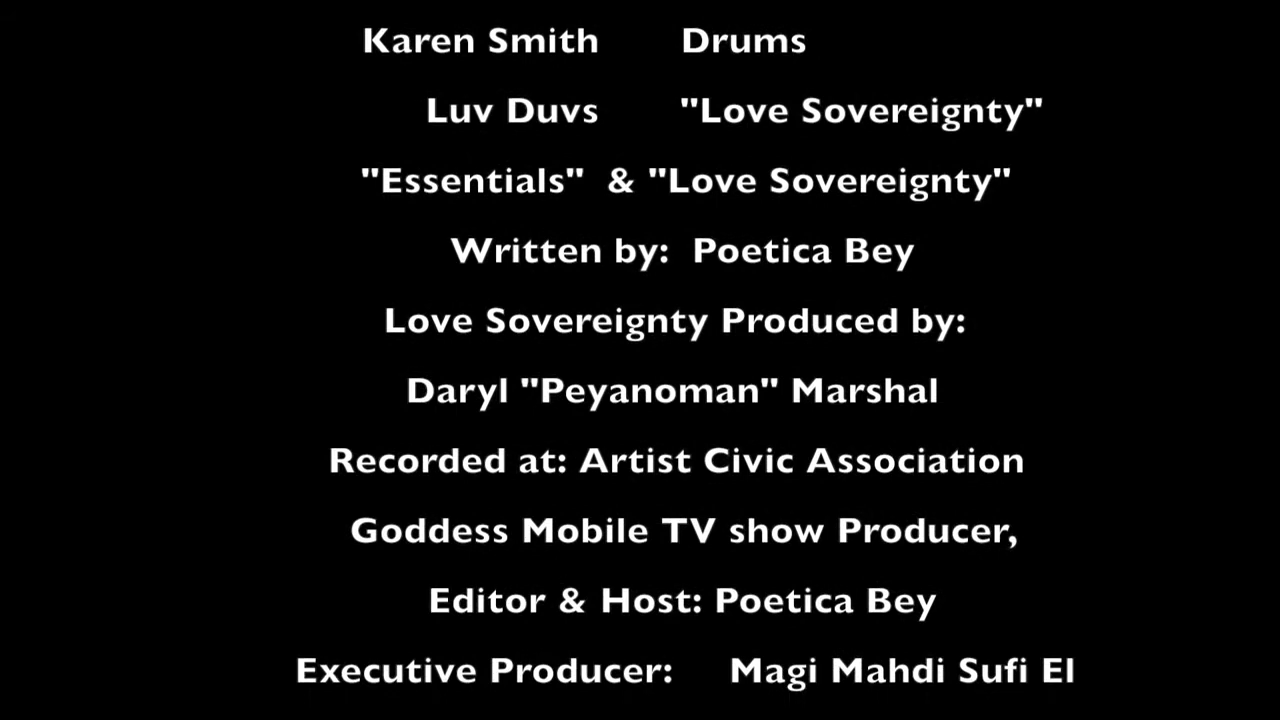 Karen Smith Drums
Luv Duvs "Love Sovereignty"
"Essentials" & "Love Sovereignty"
Written by: Poetica Bey
Love Sovereignty Produced by:
Daryl "Peyanoman" Marshal
Recorded at: Artist Civic Association
Goddess Mobile TV show Producer,
Editor & Host: Poetica Bey
Executive Producer: Magi Mahdi Sufi El